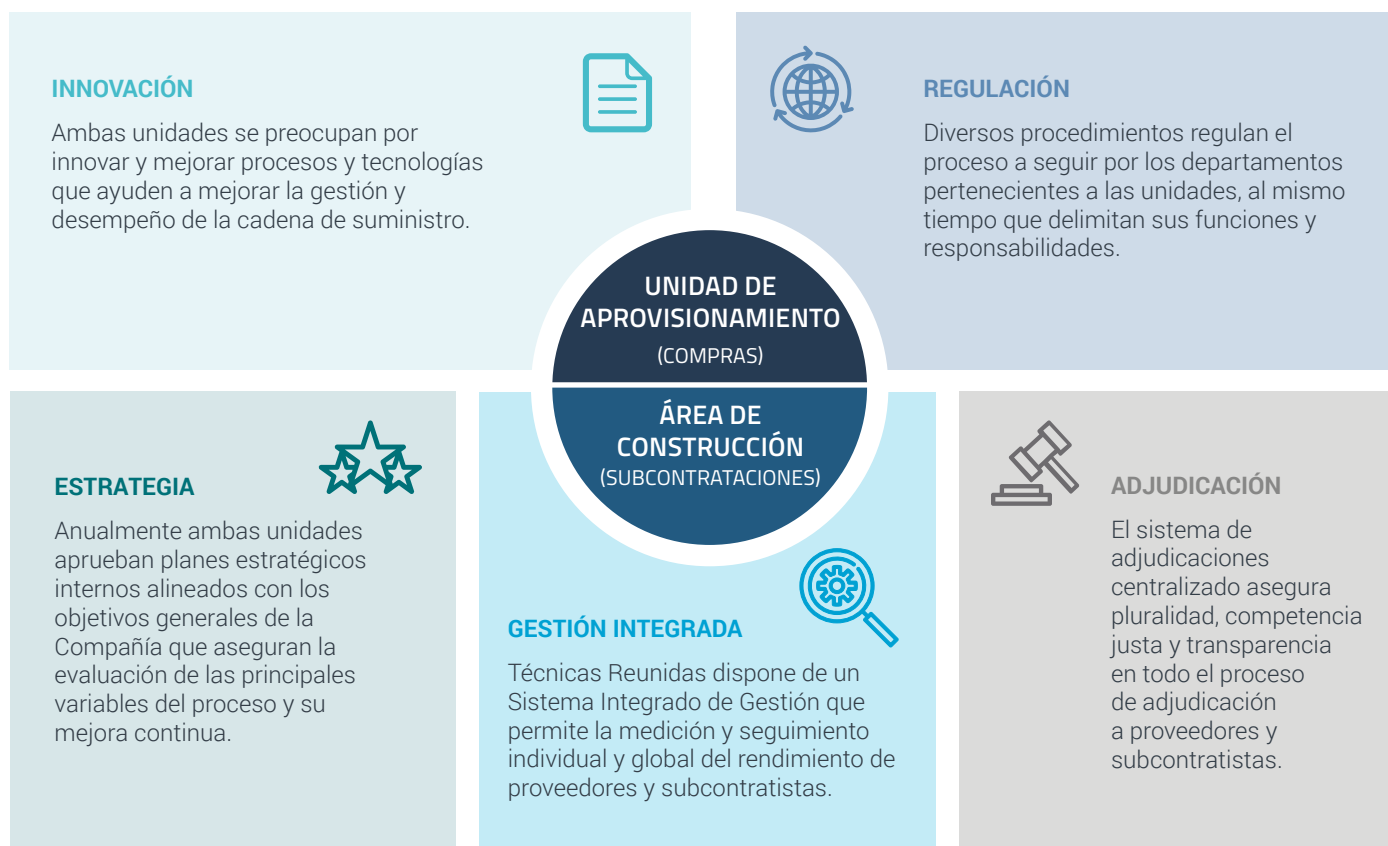 INNOVACIÓN
Ambas unidades se preocupan por
innovar y mejorar procesos y tecnologías
que ayuden a mejorar la gestión y
desempeño de la cadena de suministro.
REGULACIÓN
Diversos procedimientos regulan el
proceso a seguir por los departamentos
pertenecientes a las unidades, al mismo
tiempo que delimitan sus funciones y
responsabilidades.
UNIDAD DE
APROVISIONAMIENTO
(COMPRAS)
ÁREA DE
CONSTRUCCIÓN
(SUBCONTRATACIONES)
ESTRATEGIA
Anualmente ambas unidades
aprueban planes estratégicos
internos alineados con los
objetivos generales de la
Compañía que aseguran la
evaluación de las principales
variables del proceso y su
mejora continua.
GESTIÓN INTEGRADA
Técnicas Reunidas dispone de un
Sistema Integrado de Gestión que
permite la medición y seguimiento
individual y global del rendimiento de
proveedores y subcontratistas.
ADJUDICACIÓN
El sistema de
adjudicaciones
centralizado asegura
pluralidad, competencia
justa y transparencia
en todo el proceso
de adjudicación
a proveedores y
subcontratistas.